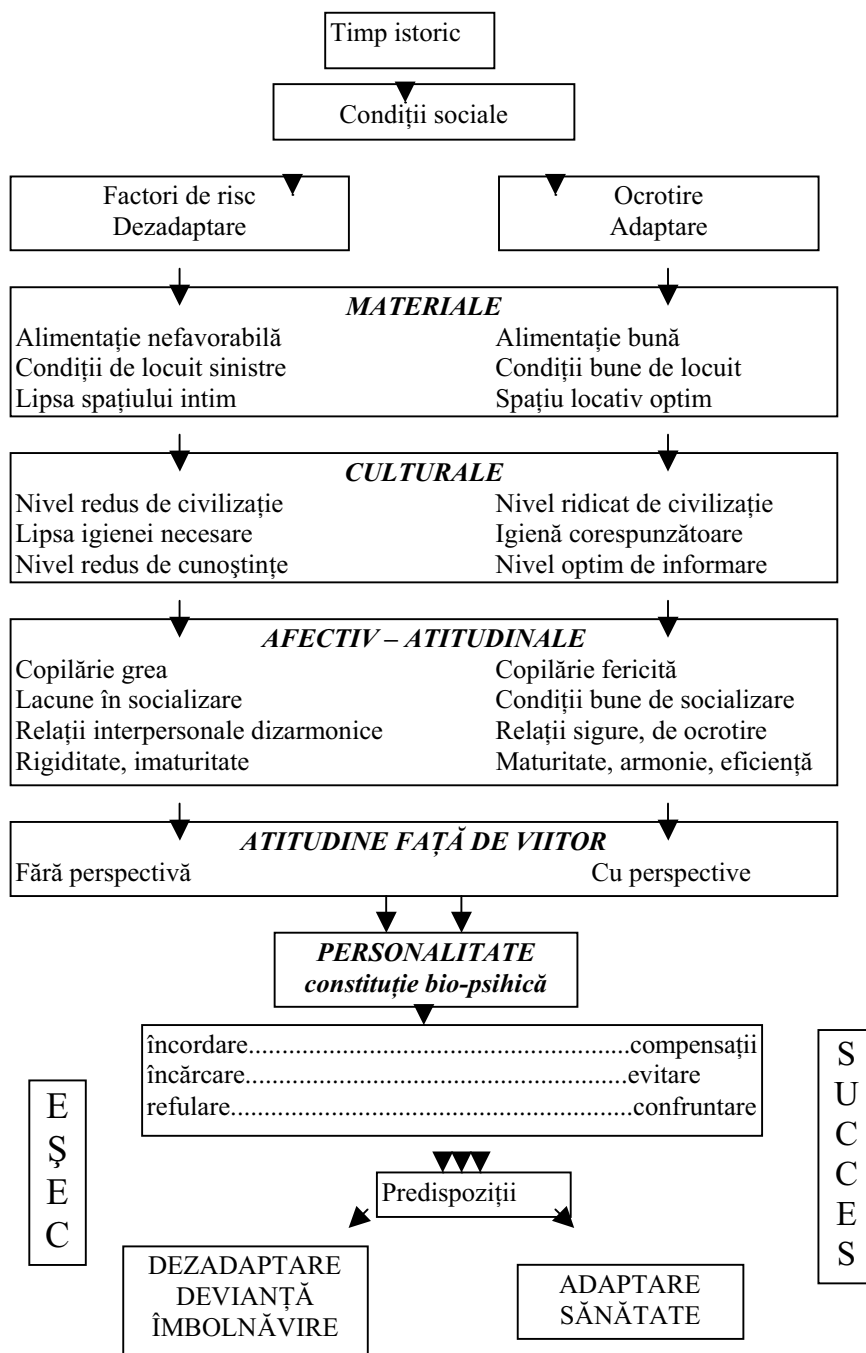 Timp istoric
Condiții sociale
Factori de risc
Dezadaptare
Ocrotire
Adaptare
MATERIALE
Alimentație nefavorabilă
Alimentație bună
Condiții de locuit sinistre
Condiții bune de locuit
Lipsa spațiului intim
Spațiu locativ optim
CULTURALE
Nivel redus de civilizație
Nivel ridicat de civilizație
Lipsa igienei necesare
Igienă corespunzătoare
Nivel redus de cunoştințe
Nivel optim de informare
AFECTIV – ATITUDINALE
Copilărie grea
Copilărie fericită
Lacune în socializare
Condiții bune de socializare
Relații interpersonale dizarmonice
Relații sigure, de ocrotire
Rigiditate, imaturitate
Maturitate, armonie, eficiență
ATITUDINE FAȚĂ DE VIITOR
Fără perspectivă
Cu perspective
PERSONALITATE
constituție bio-psihică
încordare..................................................compensații
încărcare....................................................evitare
refulare.....................................................confruntare
EŞEC
SUCCES
Predispoziții
DEZADAPTARE
DEVIANȚĂ
ÎMBOLNĂVIRE
ADAPTARE
SĂNĂTATE